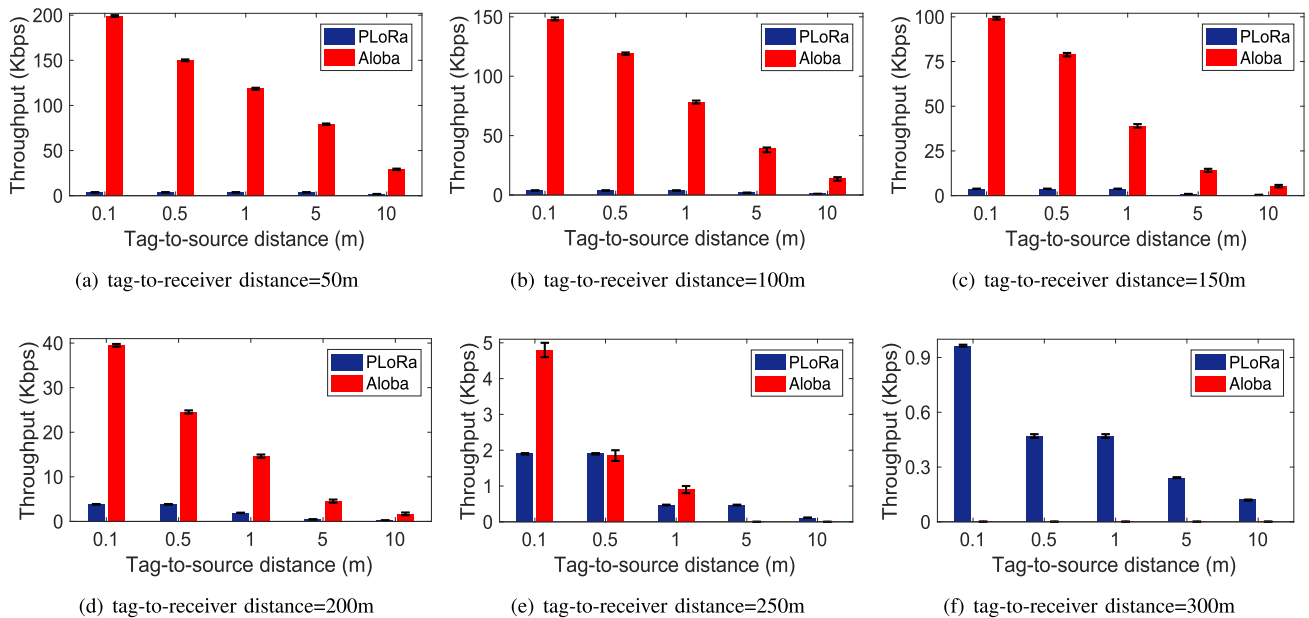 200
150
100
50
0
Throughput (Kbps)
PLoRa
Aloba
0.1 0.5 1 5 10
Tag-to-source distance (m)
(a) tag-to-receiver distance=50m
150
100
50
0
Throughput (Kbps)
PLoRa
Aloba
0.1 0.5 1 5 10
Tag-to-source distance (m)
(b) tag-to-receiver distance=100m
100
75
50
25
0
Throughput (Kbps)
PLoRa
Aloba
0.1 0.5 1 5 10
Tag-to-source distance (m)
(c) tag-to-receiver distance=150m
40
30
20
10
0
Throughput (Kbps)
PLoRa
Aloba
0.1 0.5 1 5 10
Tag-to-source distance (m)
(d) tag-to-receiver distance=200m
5
4
3
2
1
0
Throughput (Kbps)
PLoRa
Aloba
0.1 0.5 1 5 10
Tag-to-source distance (m)
(e) tag-to-receiver distance=250m
0.9
0.6
0.3
0
Throughput (Kbps)
PLoRa
Aloba
0.1 0.5 1 5 10
Tag-to-source distance (m)
(f) tag-to-receiver distance=300m